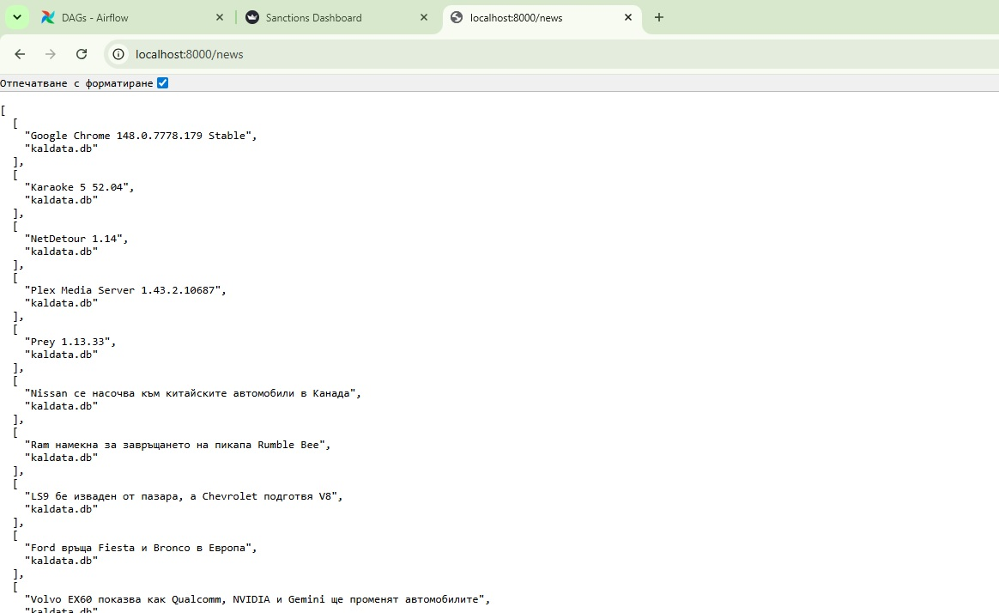 DAGs - Airflow
Sanctions Dashboard
localhost:8000/news
localhost:8000/news
Отпечатване с форматиране
[
[
"Google Chrome 148.0.7778.179 Stable",
"kaldata.db"
],
[
"Karaoke 5 52.04",
"kaldata.db"
],
[
"NetDetour 1.14",
"kaldata.db"
],
[
"Plex Media Server 1.43.2.10687",
"kaldata.db"
],
[
"Prey 1.13.33",
"kaldata.db"
],
[
"Nissan се насочва към китайските автомобили в Канада",
"kaldata.db"
],
[
"Ram намекна за завръщането на пикапа Rumble Bee",
"kaldata.db"
],
[
"LS9 бе изваден от пазара, а Chevrolet подготвя V8",
"kaldata.db"
],
[
"Ford връща Fiesta и Bronco в Европа",
"kaldata.db"
],
[
"Volvo EX60 показва как Qualcomm, NVIDIA и Gemini ще променят автомобилите",
"kaldata.db"